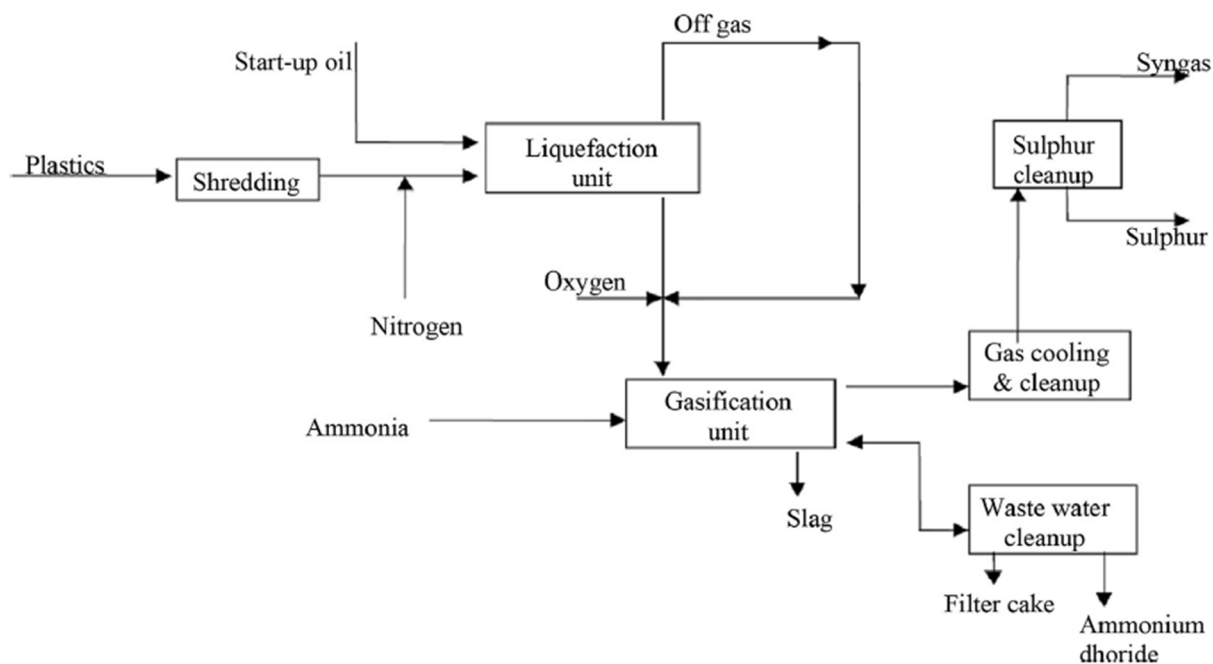 Off gas
Start-up oil
Syngas
Liquefaction
unit
Sulphur
cleanup
Plastics
Shredding
Sulphur
Oxygen
Nitrogen
Gas cooling
& cleanup
Gasification
unit
Ammonia
Slag
Waste water
cleanup
Filter cake
Ammonium
dhoride